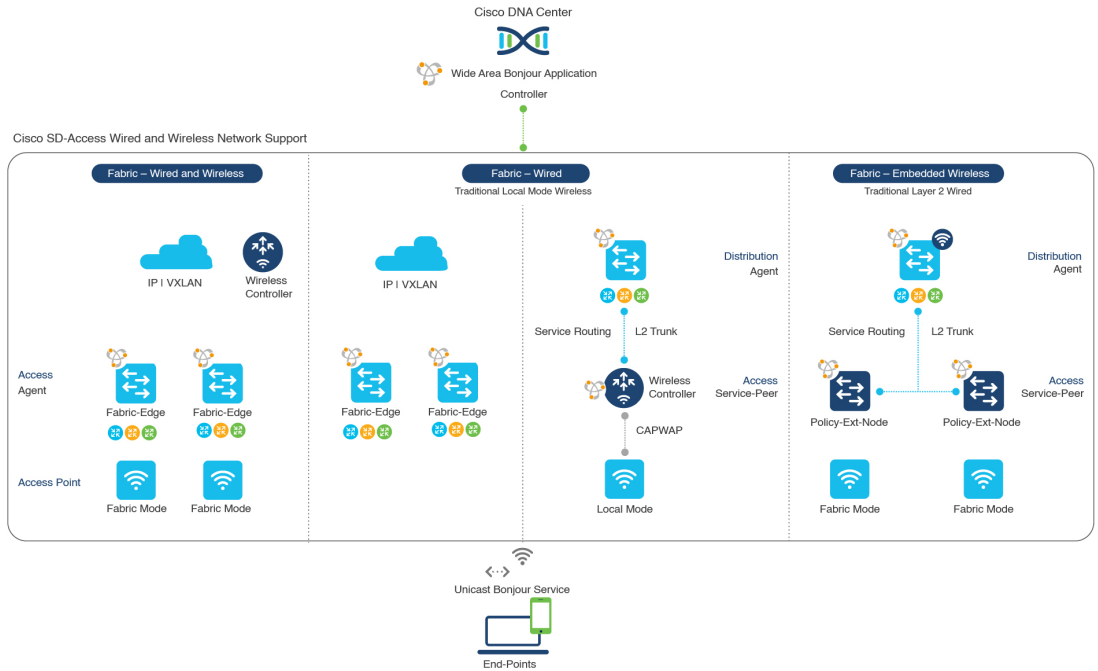 Cisco DNA Center
Wide Area Bonjour Application
Controller
Cisco SD-Access Wired and Wireless Network Support
Fabric – Wired and Wireless
IP | VXLAN
Wireless
Controller
Access
Agent
Fabric-Edge
Fabric-Edge
Access Point
Fabric Mode
Fabric Mode
Fabric – Wired
Traditional Local Mode Wireless
IP | VXLAN
Fabric-Edge
Fabric-Edge
Distribution
Agent
Service Routing
L2 Trunk
Wireless
Controller
Access
Service-Peer
CAPWAP
Local Mode
Fabric – Embedded Wireless
Traditional Layer 2 Wired
Distribution
Agent
Service Routing
L2 Trunk
Access
Service-Peer
Policy-Ext-Node
Policy-Ext-Node
Fabric Mode
Fabric Mode
Unicast Bonjour Service
End-Points